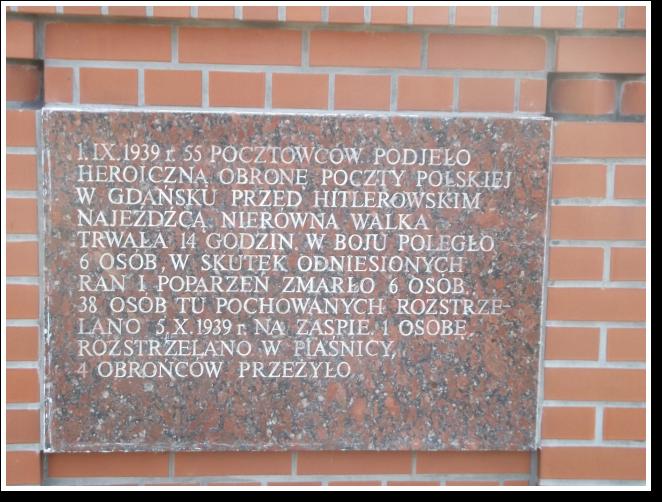 1.IX.1939 r. 55 POCZTOWCÓW PODJĘŁO
HEROICZNĄ OBRONĘ POCZTY POLSKIEJ
W GDAŃSKU PRZED HITLEROWSKIM
NAJEŹDŹCĄ. NIERÓWNA WALKA
TRWAŁA 14 GODZIN. W BOJU POLEGŁO
6 OSÓB, W SKUTEK ODNIESIONYCH
RAN I POPARZEŃ ZMARŁO 6 OSÓB.
38 OSÓB TU POCHOWANYCH ROZSTRZE-
LANO 5.X.1939 r. NA ZASPIE. 1 OSOBĘ
ROZSTRZELANO W PIAŚNICY,
4 OBROŃCÓW PRZEŻYŁO.